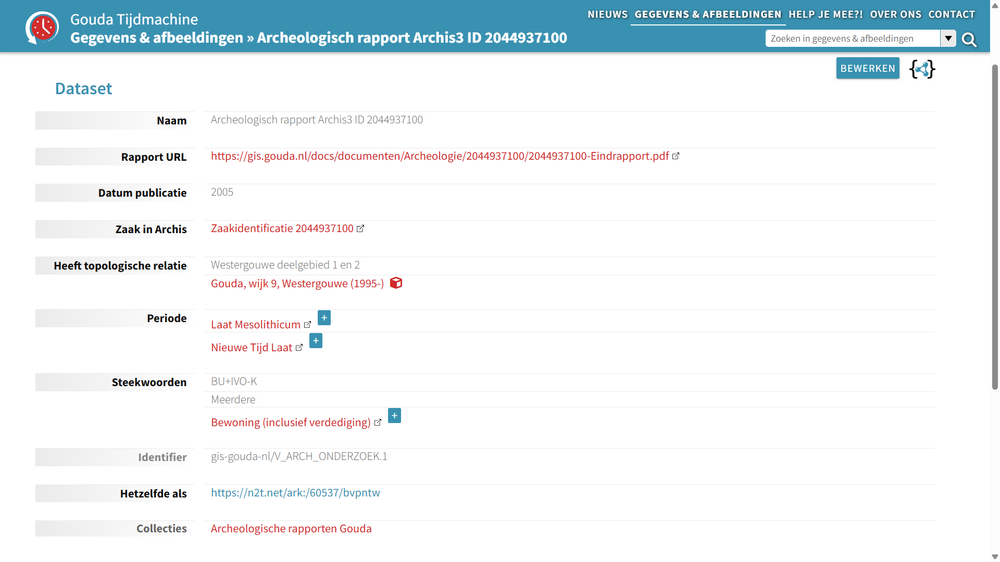 Gouda Tijdmachine
Gegevens & afbeeldingen » Archeologisch rapport Archis3 ID 2044937100
NIEUWS GEGEVENS & AFBEELDINGEN HELP JE MEE?! OVER ONS CONTACT
Zoeken in gegevens & afbeeldingen
BEWERKEN
Dataset
Naam Archeologisch rapport Archis3 ID 2044937100
Rapport URL https://gis.gouda.nl/docs/documenten/Archeologie/2044937100/2044937100-Eindrapport.pdf
Datum publicatie 2005
Zaak in Archis Zaakidentificatie 2044937100
Heeft topologische relatie Westergouwe deelgebied 1 en 2
Gouda, wijk 9, Westergouwe (1995-)
Periode Laat Mesolithicum +
Nieuwe Tijd Laat +
Steekwoorden BU+IVO-K
Meerdere
Bewoning (inclusief verdediging) +
Identifier gis-gouda-nl/V_ARCH_ONDERZOEK.1
Hetzelfde als https://n2t.net/ark:/60537/bvpntw
Collecties Archeologische rapporten Gouda